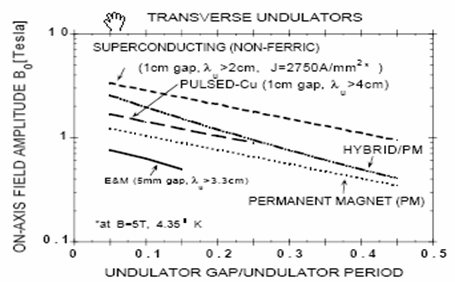 TRANSVERSE UNDULATORS
ON-AXIS FIELD AMPLITUDE B0[Tesla]
10
1
0.1
SUPERCONDUCTING (NON-FERRIC)
(1cm gap, λu>2cm, J=2750A/mm²*)
PULSED-Cu (1cm gap, λu>4cm)
HYBRID/PM
E&M (5mm gap, λu>3.3cm)
PERMANENT MAGNET (PM)
*at B=5T, 4.35° K
0 0.1 0.2 0.3 0.4 0.5
UNDULATOR GAP/UNDULATOR PERIOD